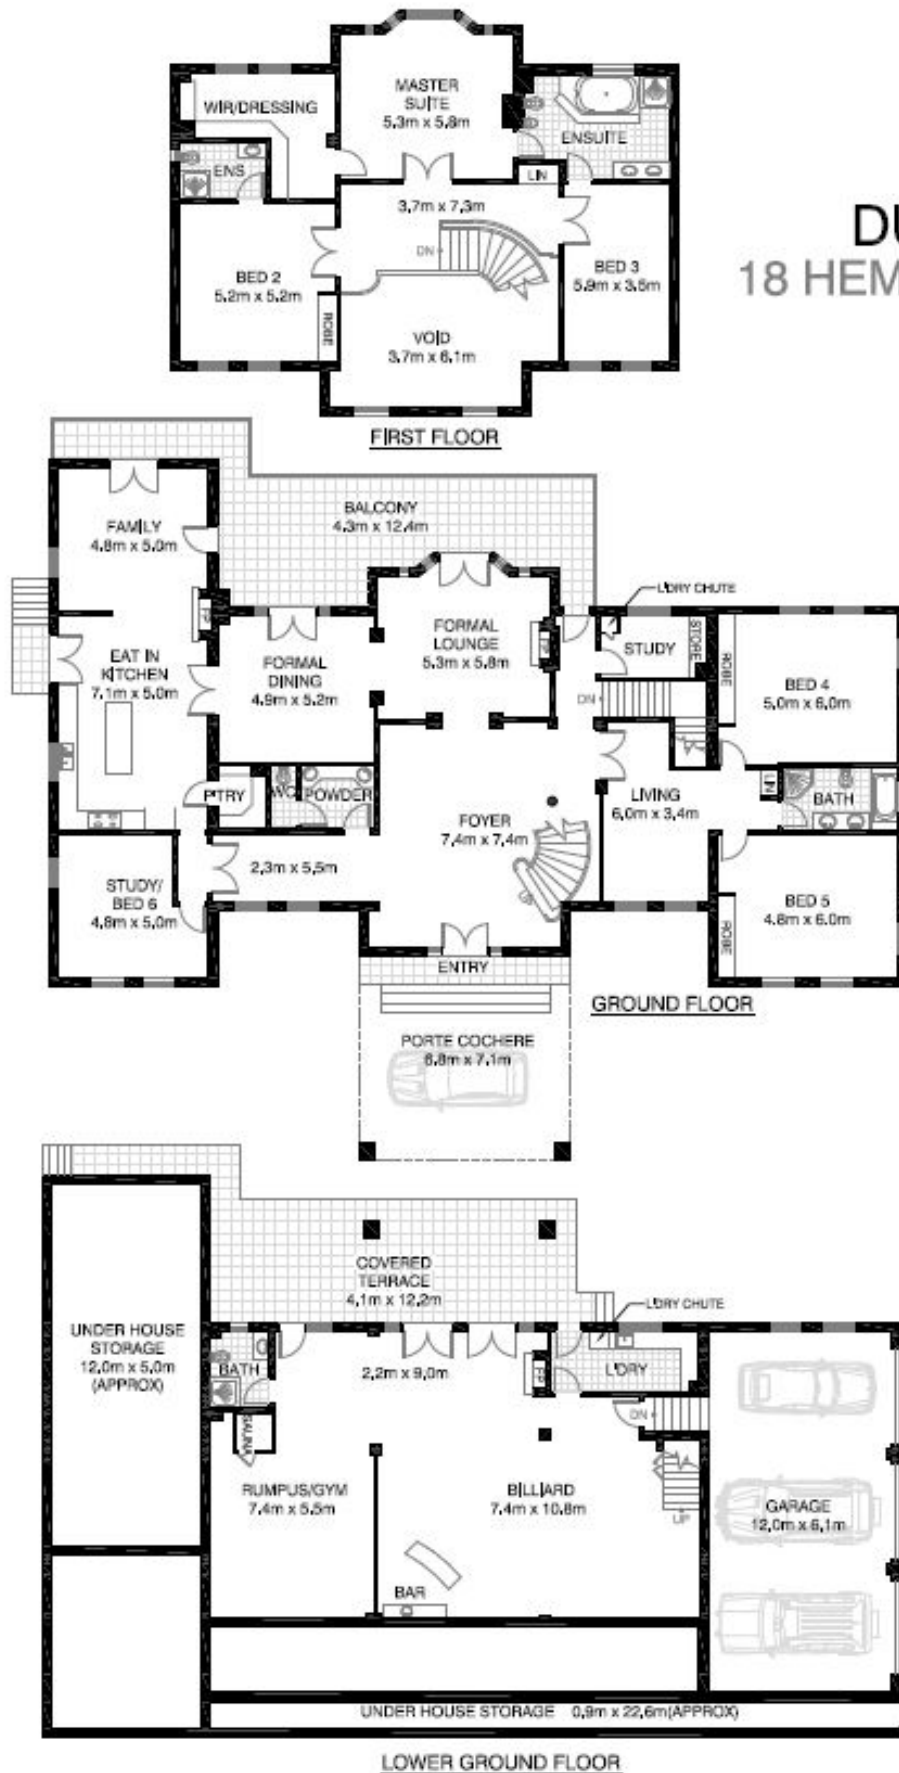 MASTER
SUITE
5.3m x 5.8m
WIR/DRESSING
ENSUITE
ENS
LIN
3.7m x 7.3m
DN
BED 2
5.2m x 5.2m
BED 3
5.9m x 3.5m
ROBE
VOID
3.7m x 6.1m
FIRST FLOOR
DU
18 HEM
BALCONY
4.3m x 12.4m
FAMILY
4.8m x 5.0m
L'DRY CHUTE
FORMAL
LOUNGE
5.3m x 5.8m
FP
FP
STUDY
STORE
EAT IN
KITCHEN
7.1m x 5.0m
FORMAL
DINING
4.9m x 5.2m
ROBE
BED 4
5.0m x 6.0m
DN
P'TRY
WC
POWDER
LIVING
6.0m x 3.4m
LIN
BATH
FOYER
7.4m x 7.4m
2.3m x 5.5m
STUDY/
BED 6
4.8m x 5.0m
UP
BED 5
4.8m x 6.0m
ROBE
ENTRY
GROUND FLOOR
PORTE COCHERE
6.8m x 7.1m
COVERED
TERRACE
4.1m x 12.2m
L'DRY CHUTE
UNDER HOUSE
STORAGE
12.0m x 5.0m
(APPROX)
BATH
2.2m x 9.0m
FP
L'DRY
DN
SAUNA
RUMPUS/GYM
7.4m x 5.5m
BILLIARD
7.4m x 10.8m
UP
GARAGE
12.0m x 6.1m
BAR
UNDER HOUSE STORAGE 0.9m x 22.6m(APPROX)
LOWER GROUND FLOOR